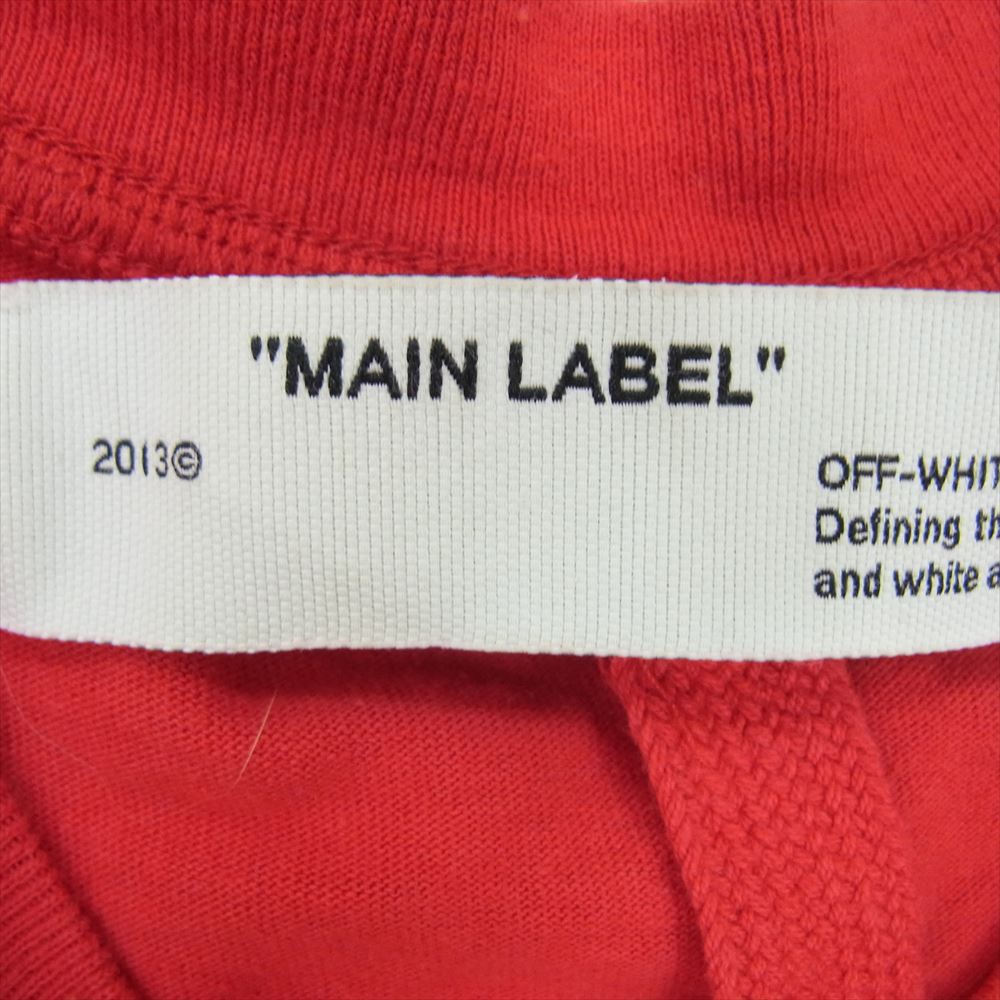 "MAIN LABEL"
2013©
OFF-WHIT
Defining th
and white a